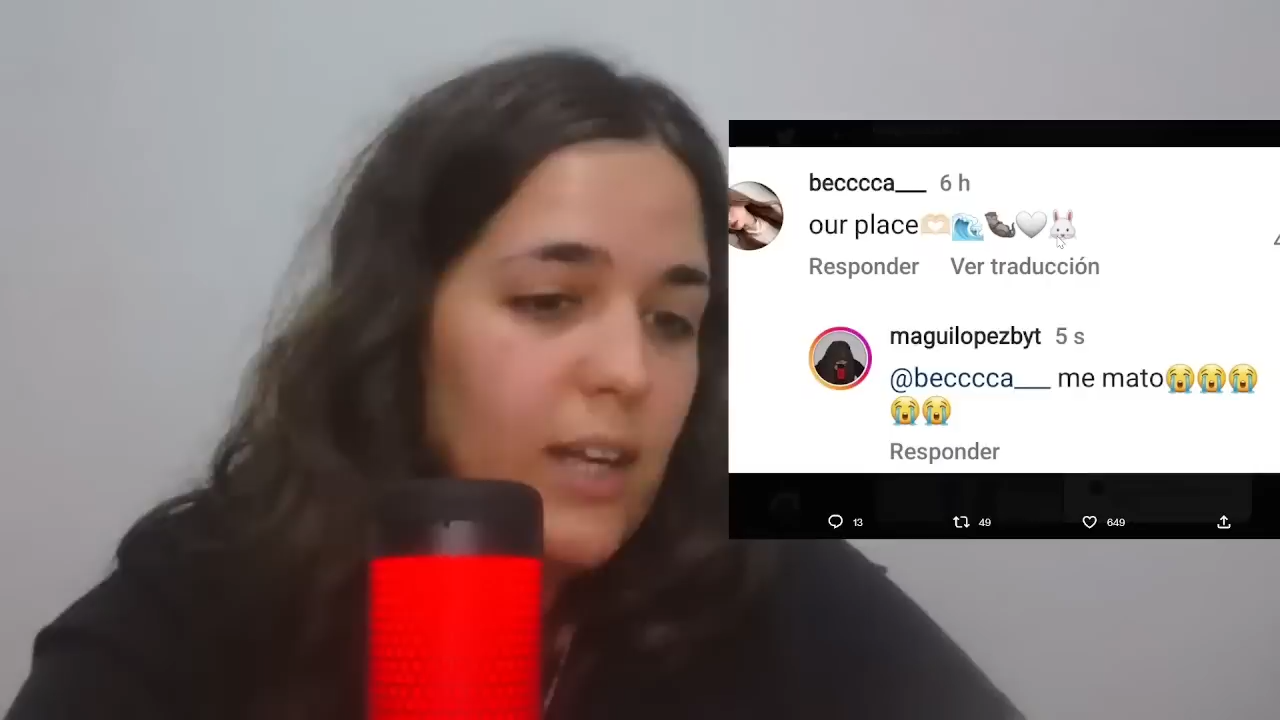 becccca___ 6 h
our place🫶🏻🌊🦦🤍🐰
Responder Ver traducción
maguilopezbyt 5 s
@becccca___ me mato😭😭😭
😭😭
Responder
13 49 649